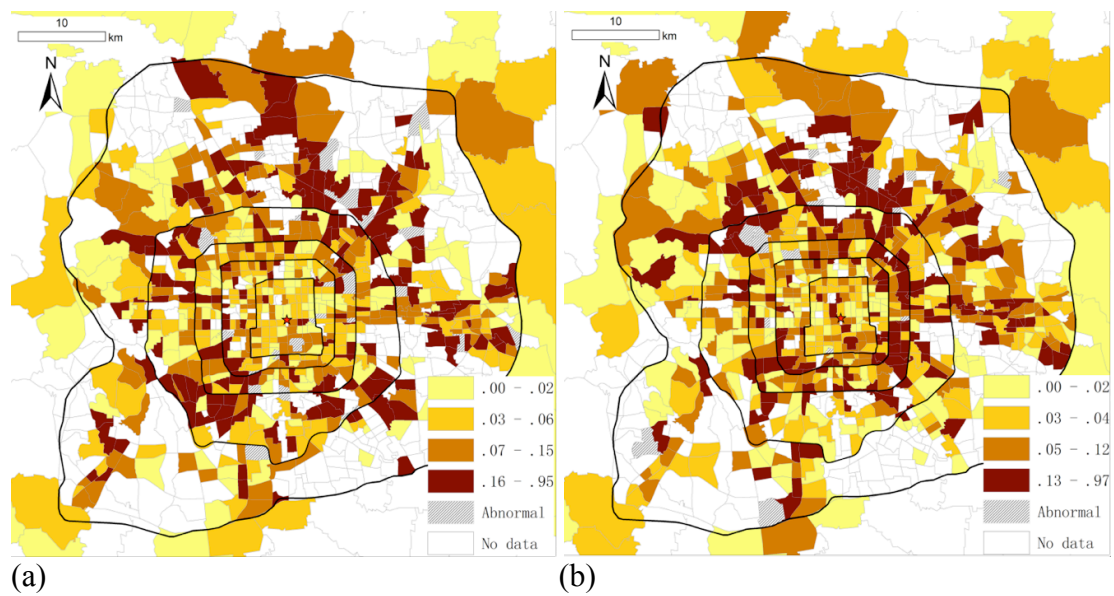 10
km
N
.00 - .02
.03 - .06
.07 - .15
.16 - .95
Abnormal
No data
(a)
10
km
N
.00 - .02
.03 - .04
.05 - .12
.13 - .97
Abnormal
No data
(b)